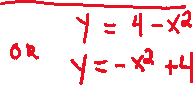 y = 4 - x²
OR
y = -x² + 4